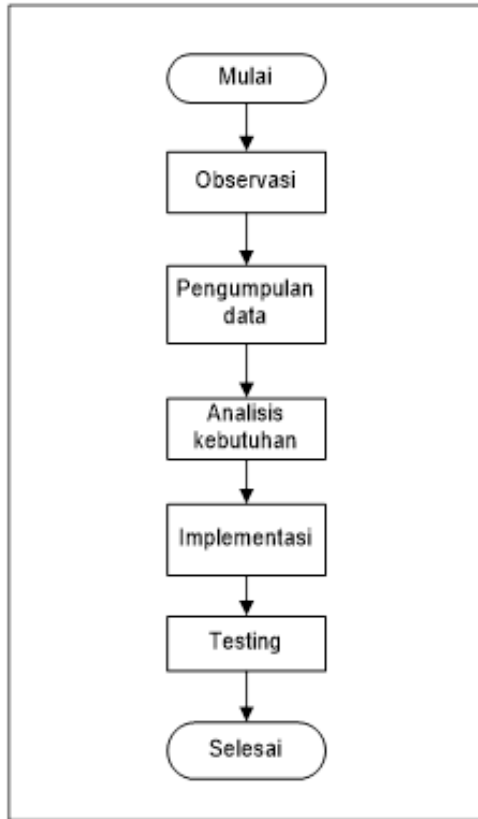 Mulai
Observasi
Pengumpulan
data
Analisis
kebutuhan
Implementasi
Testing
Selesai